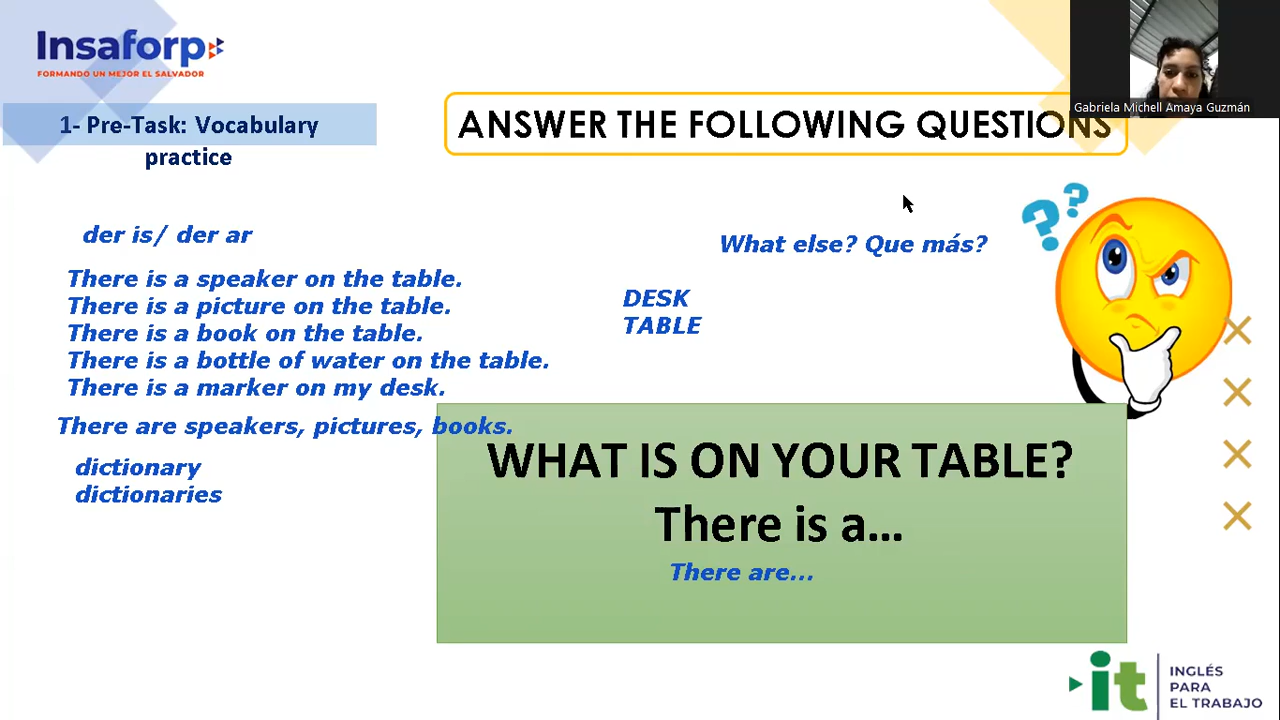 Insaforp
FORMANDO UN MEJOR EL SALVADOR
Gabriela Michell Amaya Guzmán
1- Pre-Task: Vocabulary
practice
ANSWER THE FOLLOWING QUESTIONS
der is/ der ar
What else? Que más?
There is a speaker on the table.
There is a picture on the table.
There is a book on the table.
There is a bottle of water on the table.
There is a marker on my desk.
DESK
TABLE
There are speakers, pictures, books.
dictionary
dictionaries
WHAT IS ON YOUR TABLE?
There is a...
There are...
it
INGLÉS
PARA
EL TRABAJO
? ?